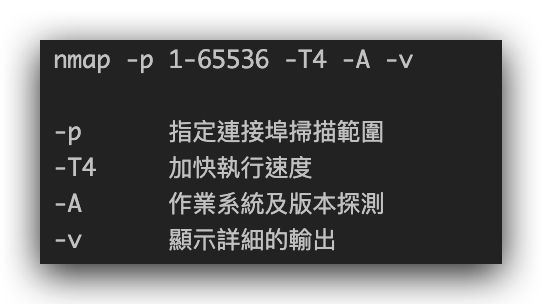 nmap -p 1-65536 -T4 -A -v
-p 指定連接埠掃描範圍
-T4 加快執行速度
-A 作業系統及版本探測
-v 顯示詳細的輸出